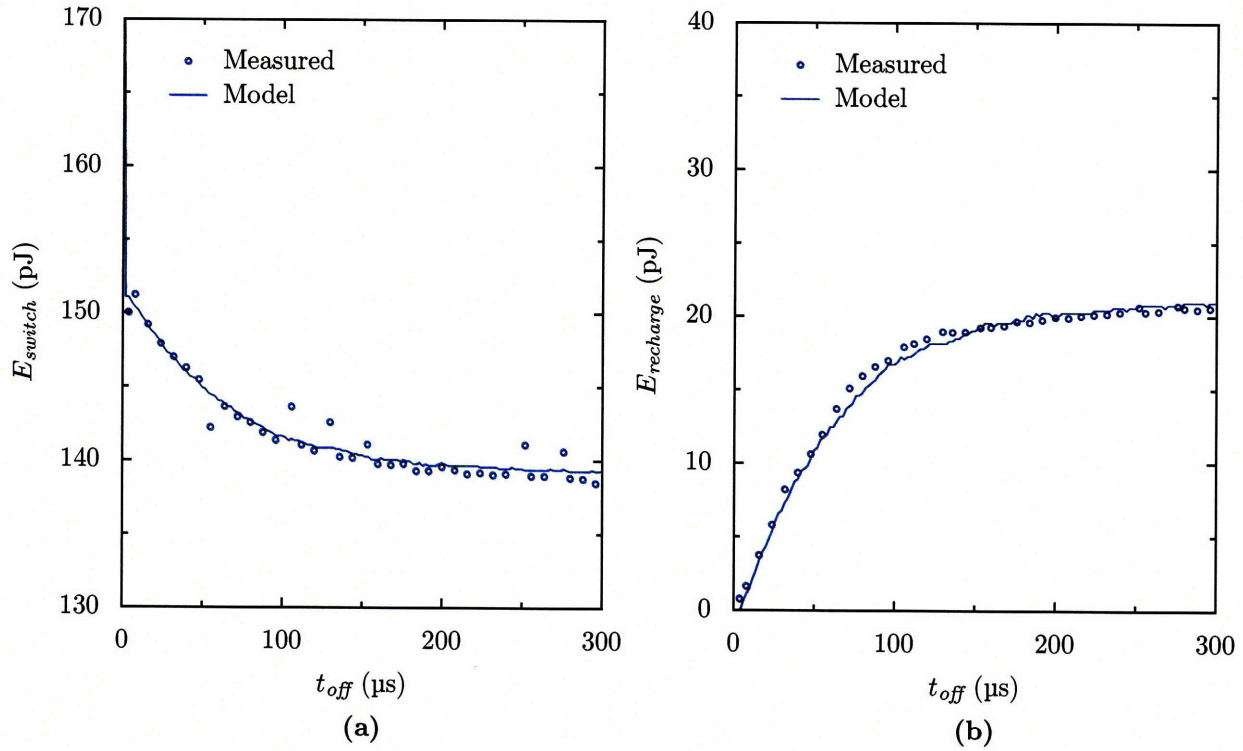 170
160
150
140
130
E_switch (pJ)
Measured
Model
0 100 200 300
t_off (µs)
(a)
40
30
20
10
0
E_recharge (pJ)
Measured
Model
0 100 200 300
t_off (µs)
(b)